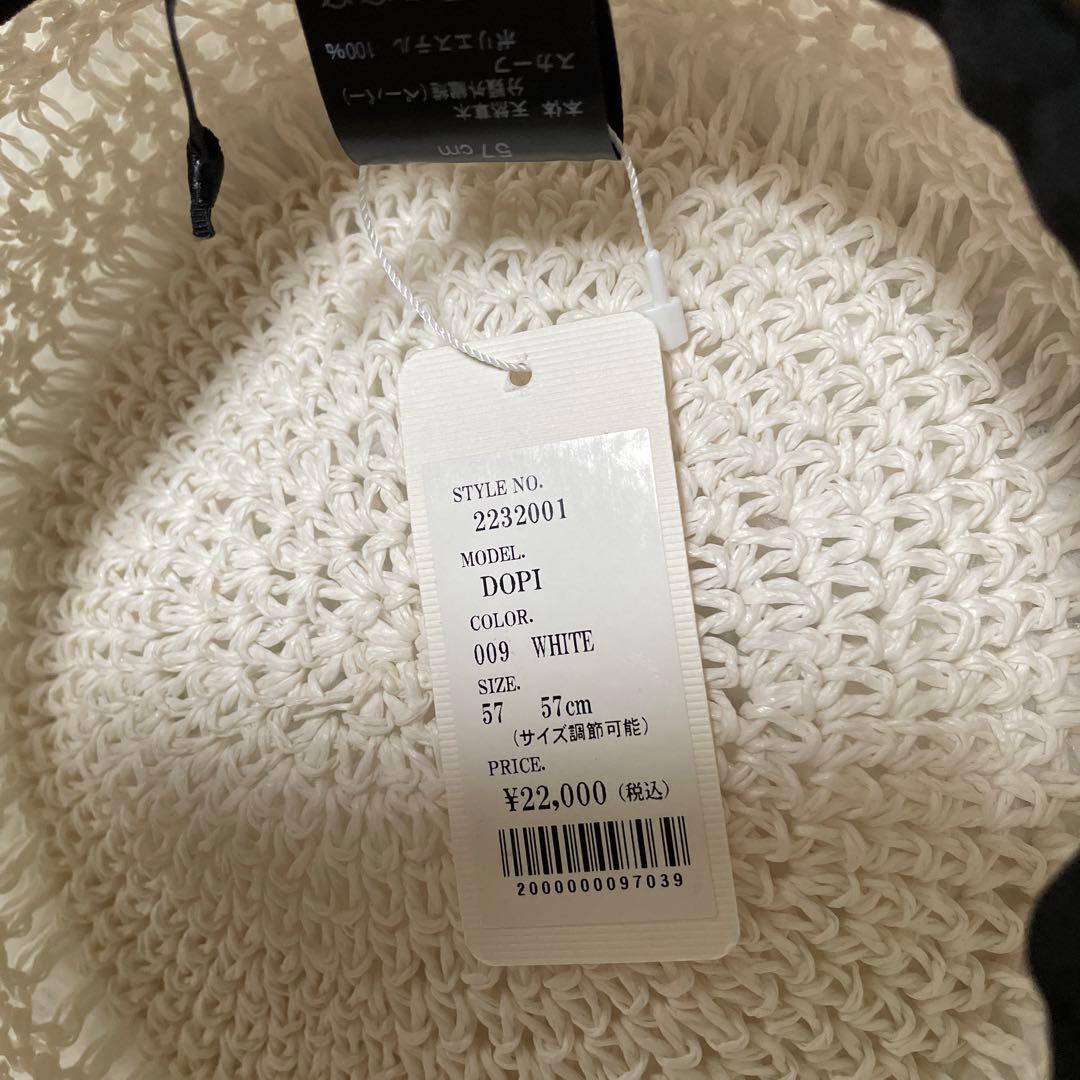 57 cm
本体 天然草木
分類外繊維(ペーパー)
スカーフ
ポリエステル 100%
STYLE NO.
2232001
MODEL.
DOPI
COLOR.
009 WHITE
SIZE.
57 57cm
(サイズ調節可能)
PRICE.
¥22,000 (税込)
2000000097039